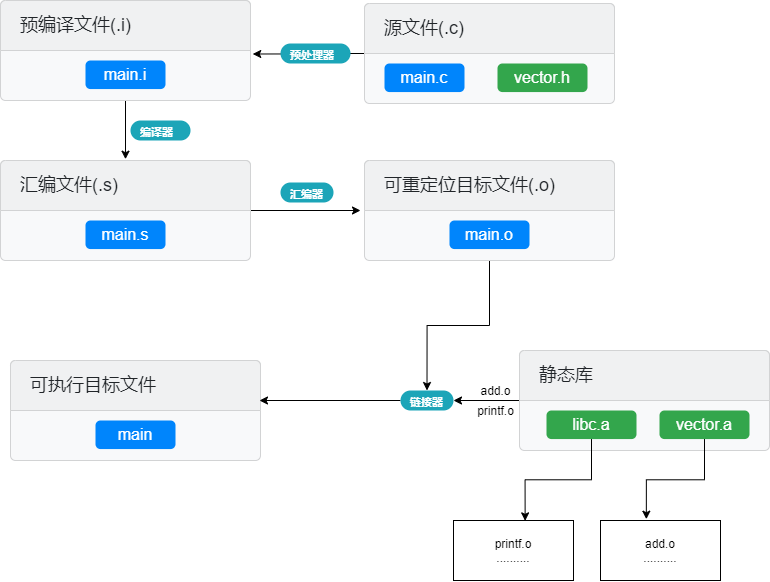 预编译文件(.i)
main.i
预处理器
源文件(.c)
main.c
vector.h
编译器
汇编文件(.s)
main.s
汇编器
可重定位目标文件(.o)
main.o
可执行目标文件
main
链接器
add.o
printf.o
静态库
libc.a
vector.a
printf.o
..........
add.o
..........